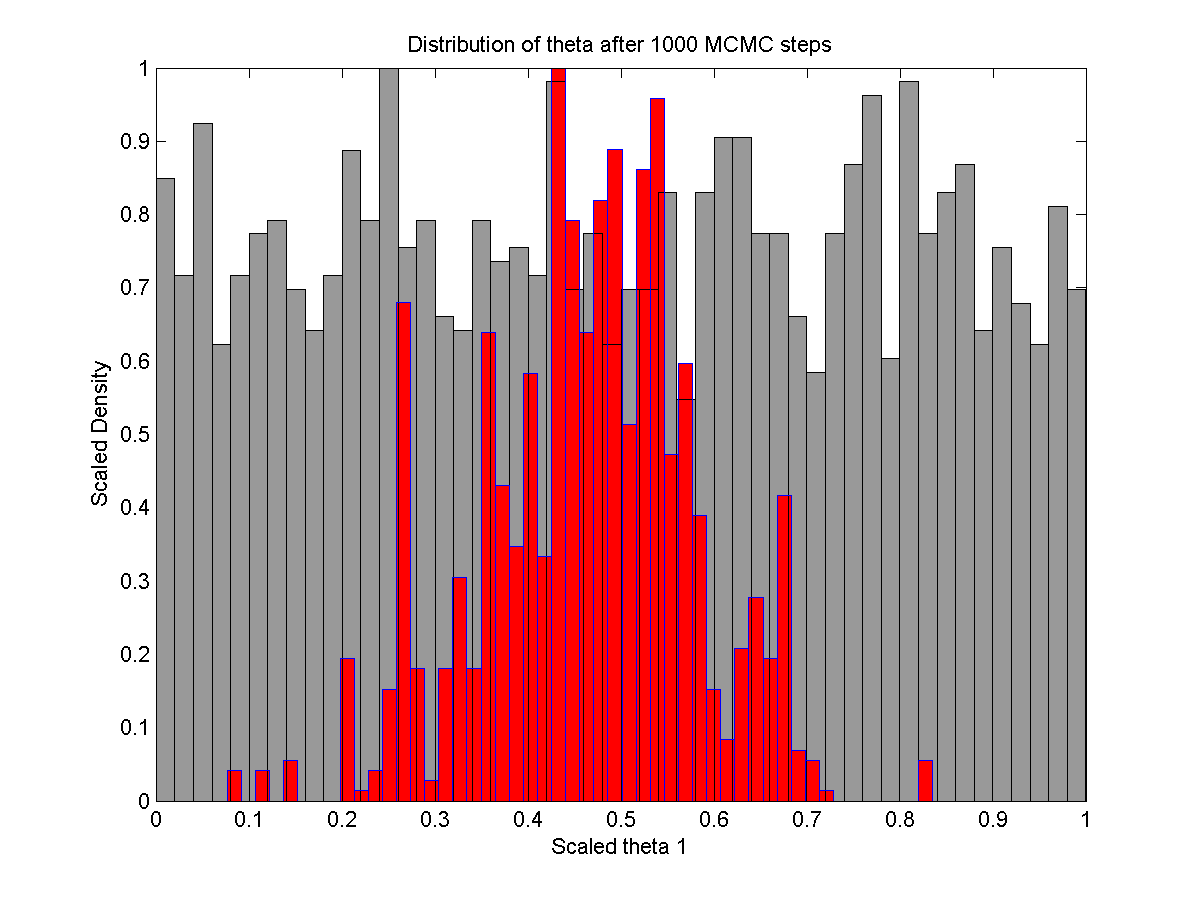 Distribution of theta after 1000 MCMC steps
1
0.9
0.8
0.7
0.6
0.5
0.4
0.3
0.2
0.1
0
Scaled Density
0 0.1 0.2 0.3 0.4 0.5 0.6 0.7 0.8 0.9 1
Scaled theta 1